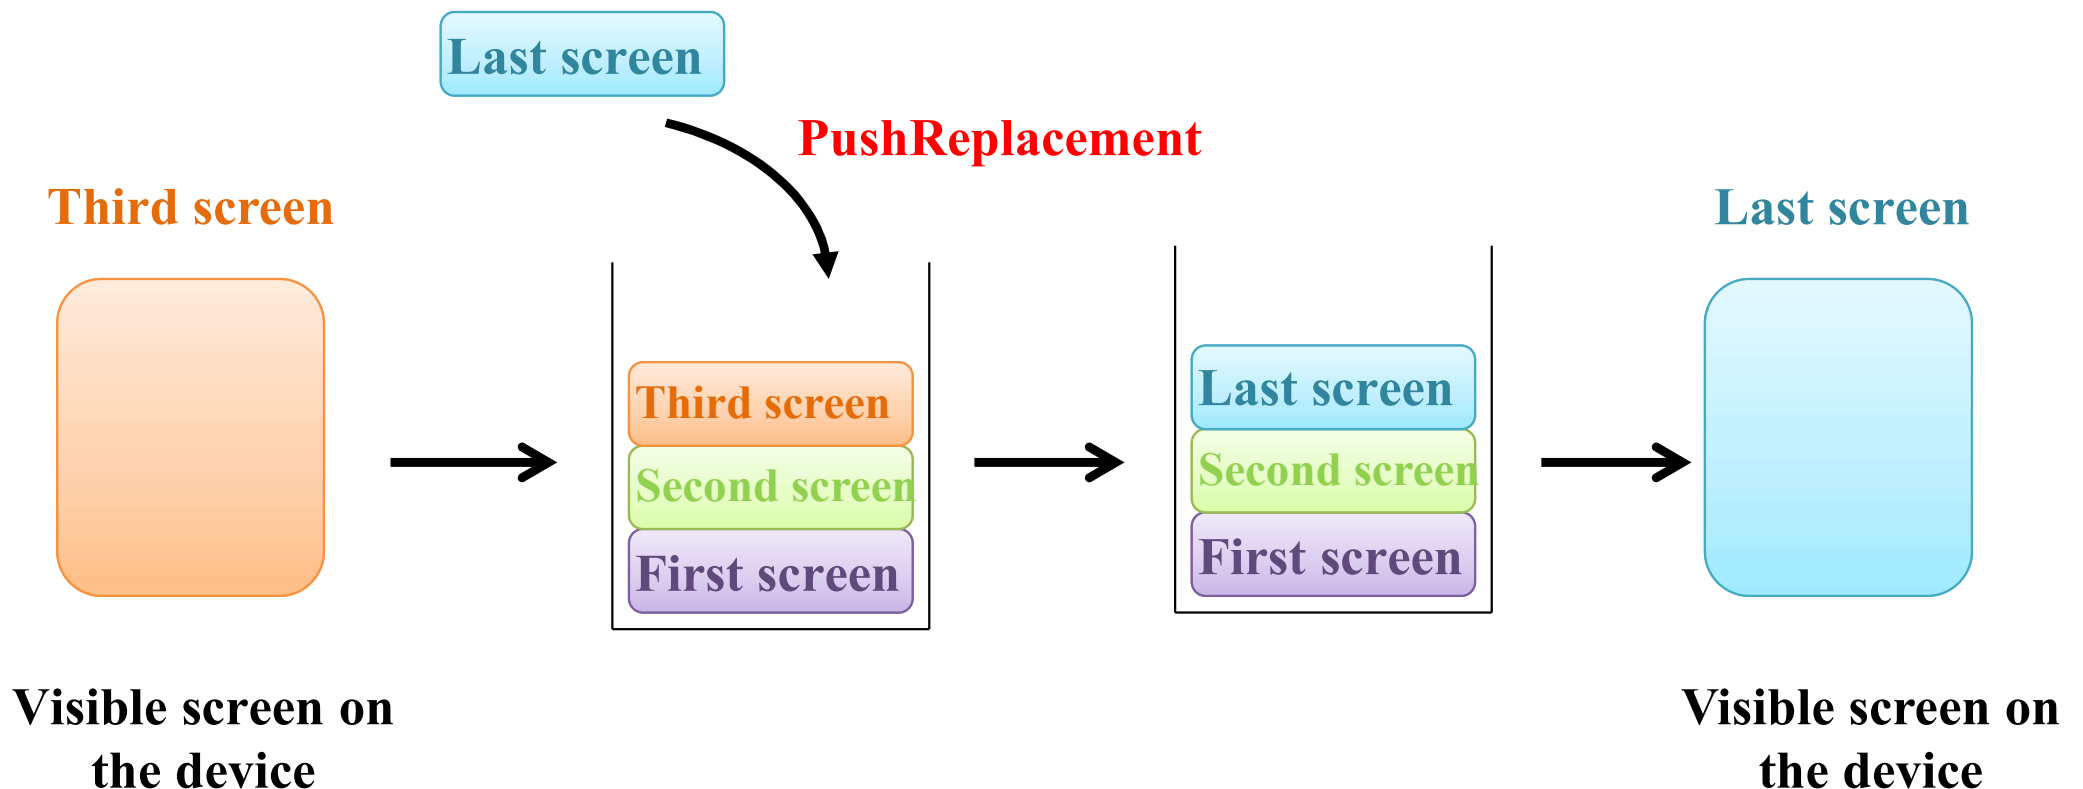 Last screen
PushReplacement
Third screen
Last screen
Third screen
Second screen
First screen
Last screen
Second screen
First screen
Visible screen on
the device
Visible screen on
the device